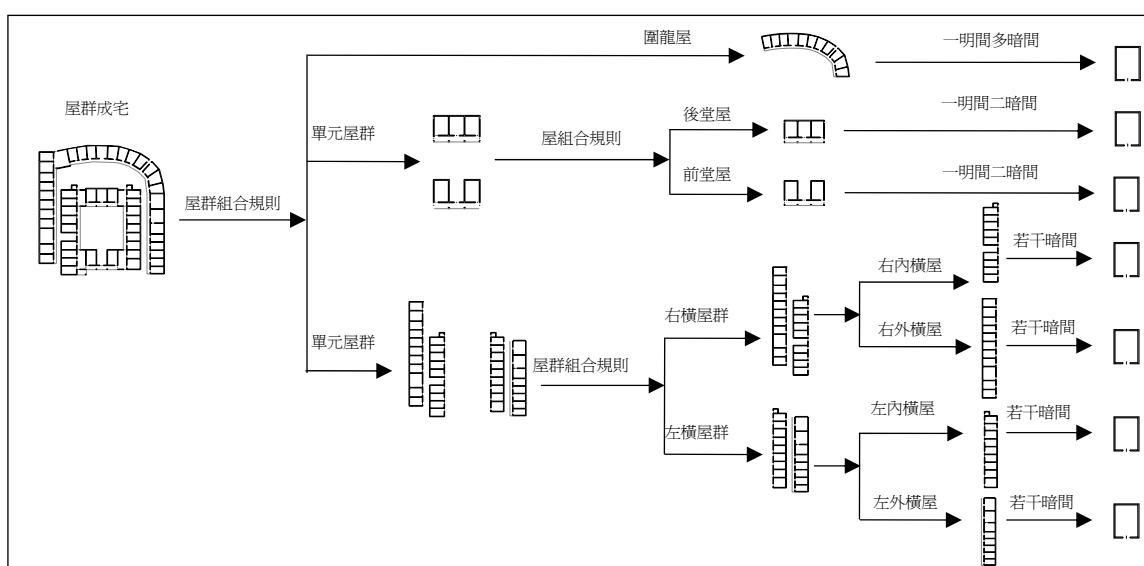 圍龍屋
一明間多暗間
屋群成宅
單元屋群
屋組合規則
後堂屋
一明間二暗間
前堂屋
一明間二暗間
屋群組合規則
若干暗間
右內橫屋
單元屋群
右橫屋群
右外橫屋
若干暗間
屋群組合規則
左橫屋群
左內橫屋
若干暗間
左外橫屋
若干暗間